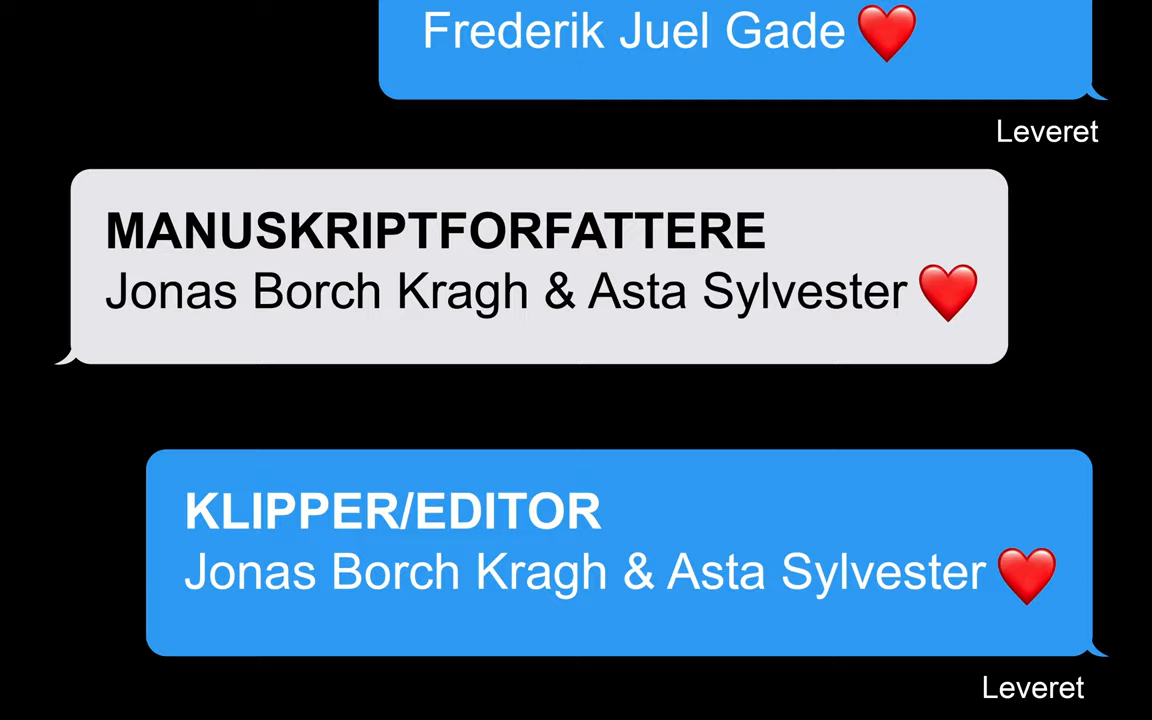 Frederik Juel Gade ❤️
Leveret
MANUSKRIPTFORFATTERE
Jonas Borch Kragh & Asta Sylvester ❤️
KLIPPER/EDITOR
Jonas Borch Kragh & Asta Sylvester ❤️
Leveret